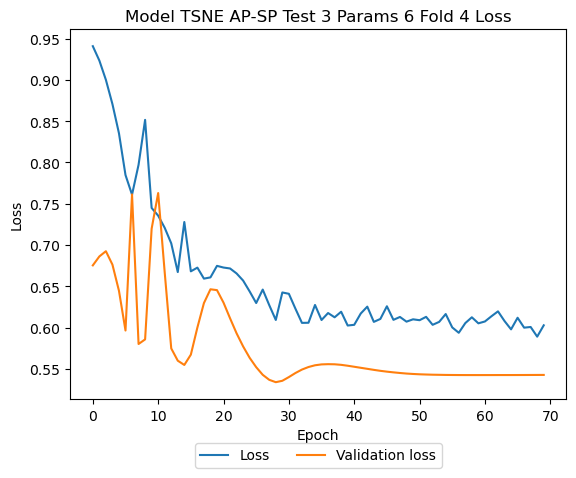 Model TSNE AP-SP Test 3 Params 6 Fold 4 Loss
0.95
0.90
0.85
0.80
0.75
0.70
0.65
0.60
0.55
Loss
0 10 20 30 40 50 60 70
Epoch
Loss Validation loss